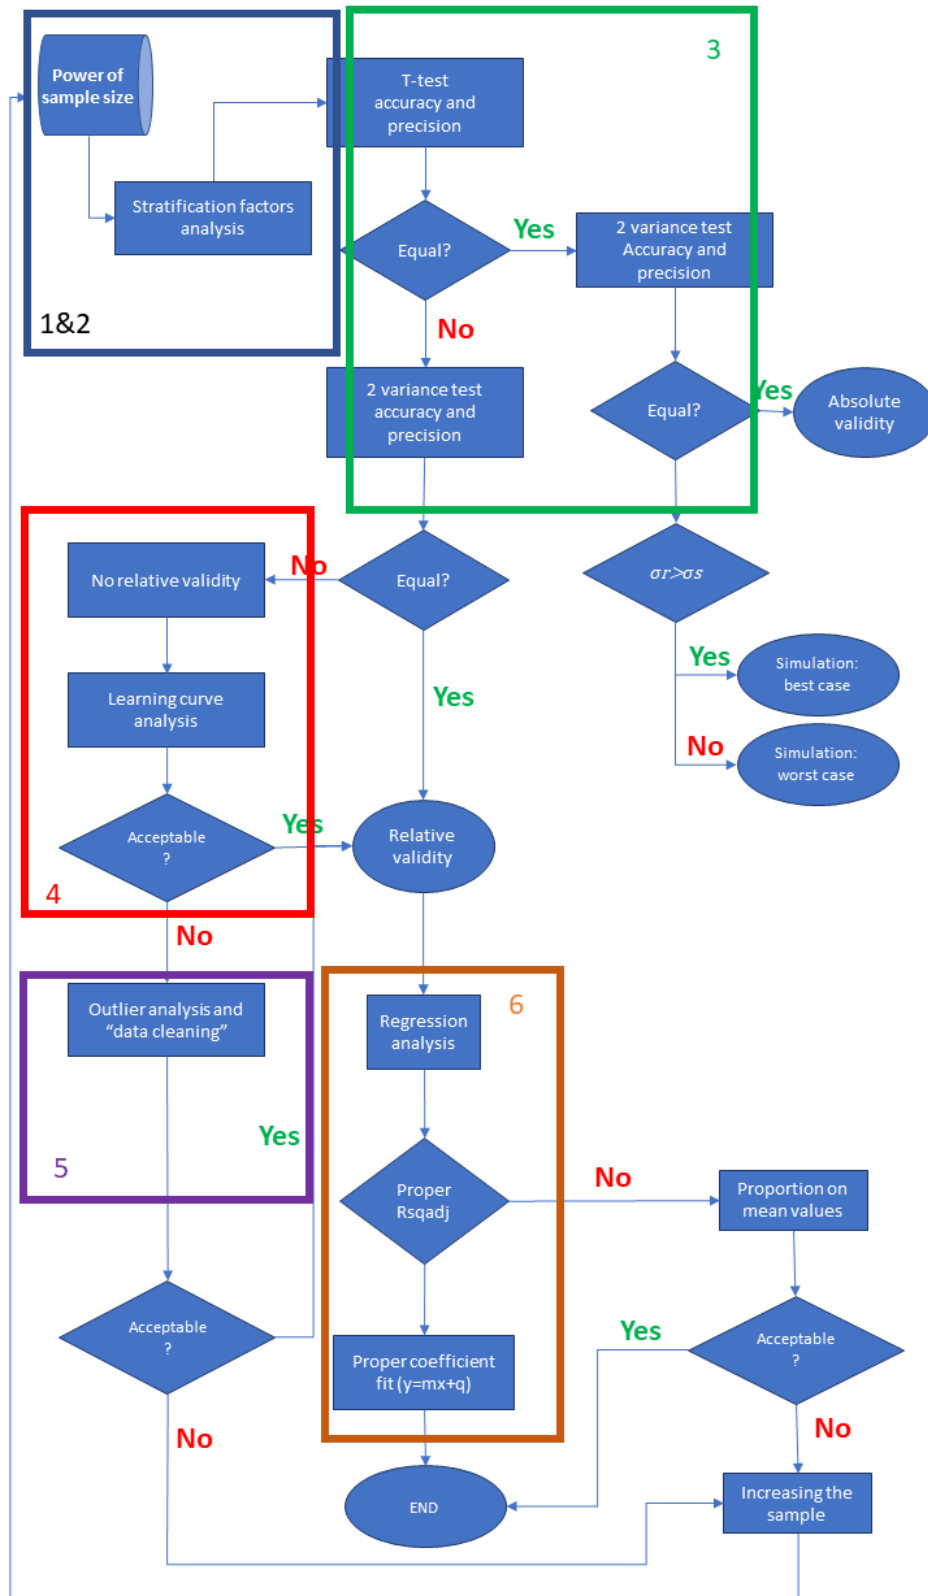 Power of
sample size
Stratification factors
analysis
1&2
3
T-test
accuracy and
precision
Equal?
Yes
2 variance test
Accuracy and
precision
No
2 variance test
accuracy and
precision
Equal?
Yes
Absolute
validity
No relative validity
No
Equal?
σr>σs
Learning curve
analysis
Yes
Yes
Simulation:
best case
No
Simulation:
worst case
Acceptable
?
Yes
Relative
validity
4
No
Outlier analysis and
“data cleaning”
6
Regression
analysis
Yes
5
Proper
Rsqadj
No
Proportion on
mean values
Acceptable
?
Proper coefficient
fit (y=mx+q)
Yes
Acceptable
?
No
No
END
Increasing the
sample